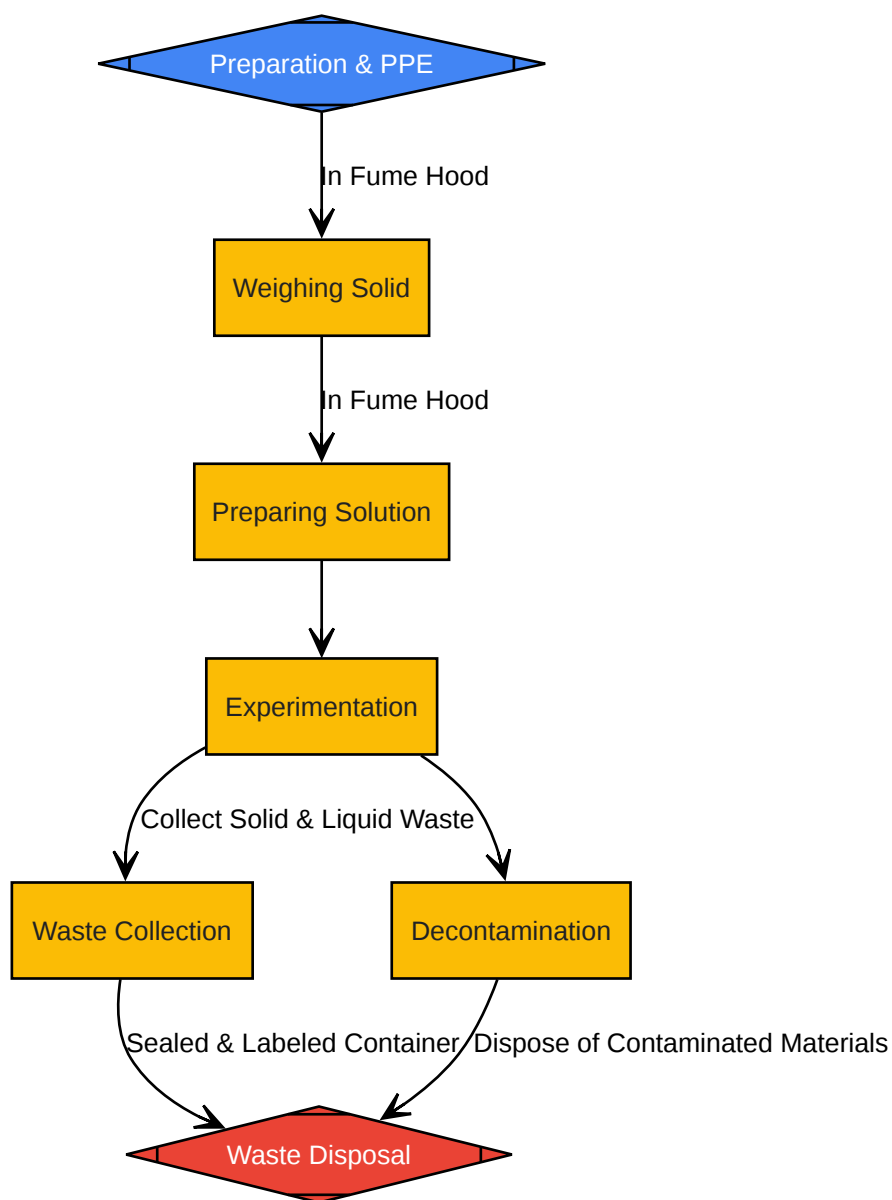 Preparation & PPE
In Fume Hood
Weighing Solid
In Fume Hood
Preparing Solution
Experimentation
Collect Solid & Liquid Waste
Waste Collection
Decontamination
Sealed & Labeled Container
Dispose of Contaminated Materials
Waste Disposal